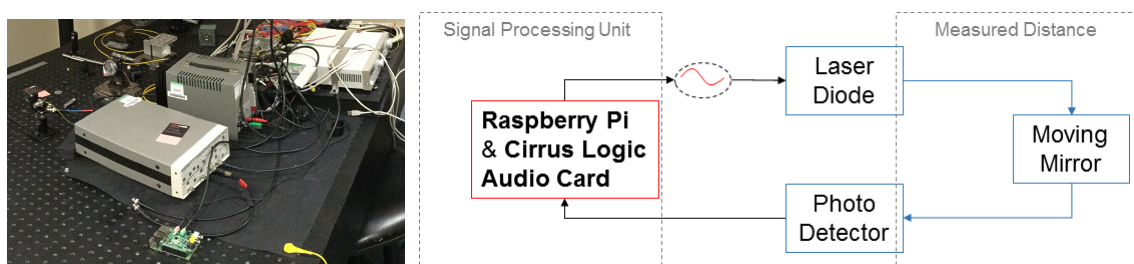 Signal Processing Unit
Measured Distance
Laser
Diode
Raspberry Pi
& Cirrus Logic
Audio Card
Moving
Mirror
Photo
Detector